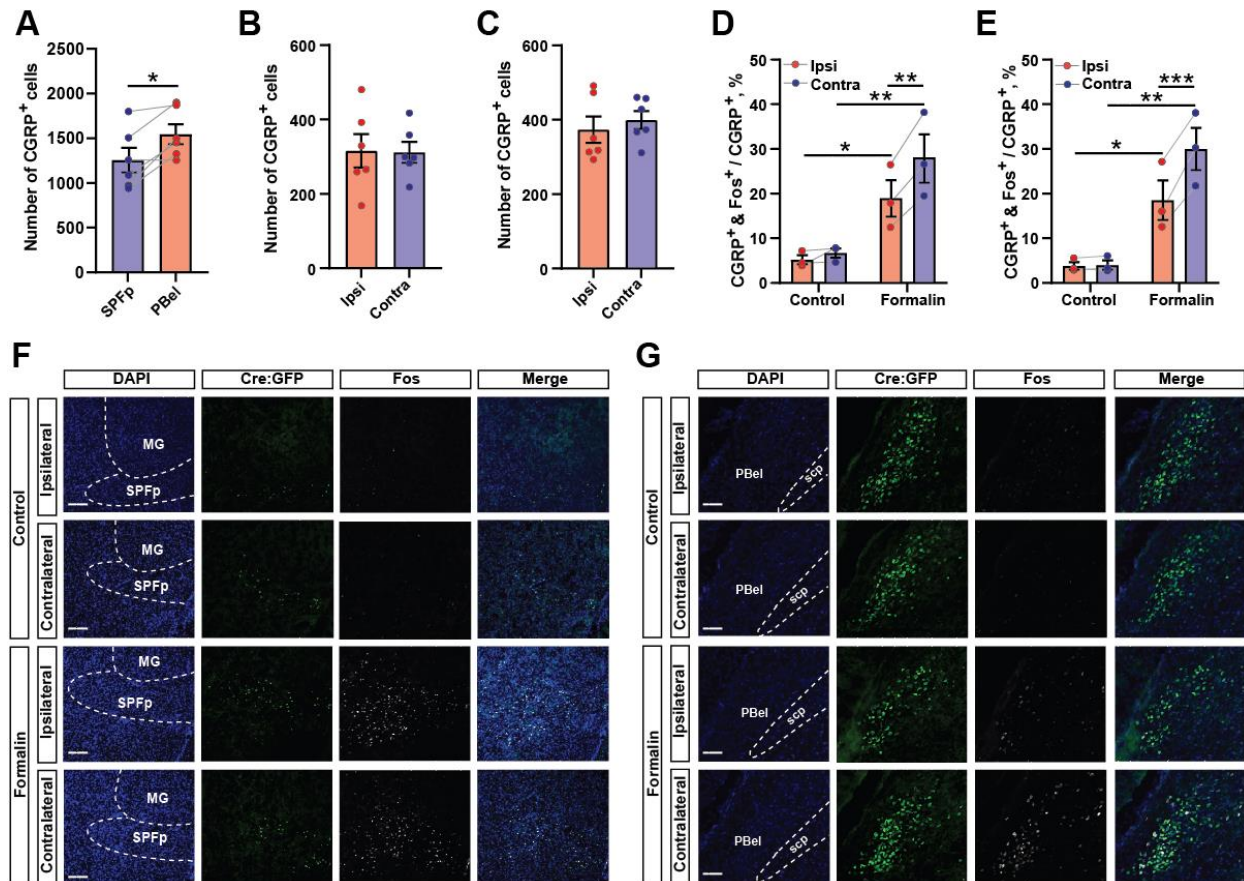 A
Number of CGRP+ cells
2500
2000
1500
1000
500
0
*
SPFp
PBel
B
Number of CGRP+ cells
600
400
200
0
Ipsi
Contra
C
Number of CGRP+ cells
600
400
200
0
Ipsi
Contra
D
CGRP+ & Fos+ / CGRP+, %
50
40
30
20
10
0
Ipsi
Contra
**
**
*
Control
Formalin
E
CGRP+ & Fos+ / CGRP+, %
50
40
30
20
10
0
Ipsi
Contra
***
**
*
Control
Formalin
F
DAPI
Cre:GFP
Fos
Merge
Control
Ipsilateral
MG
SPFp
Contralateral
MG
SPFp
Formalin
Ipsilateral
MG
SPFp
Contralateral
MG
SPFp
G
DAPI
Cre:GFP
Fos
Merge
Control
Ipsilateral
PBel
scp
Contralateral
PBel
scp
Formalin
Ipsilateral
PBel
scp
Contralateral
PBel
scp